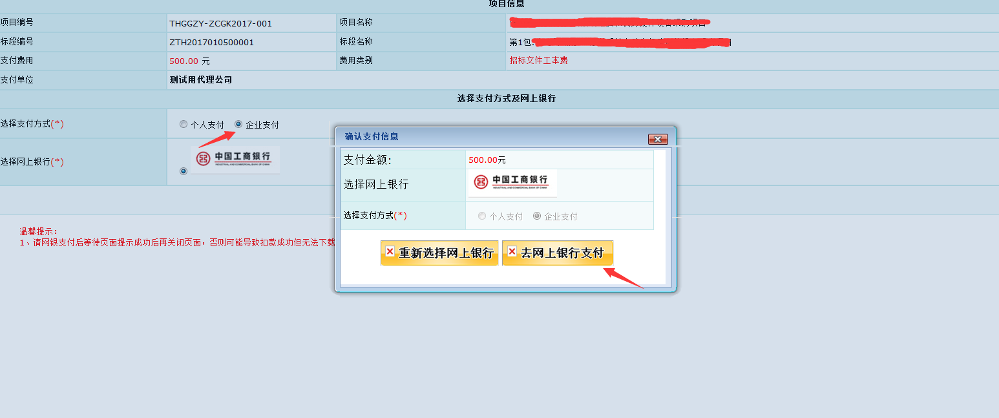 项目信息
项目编号 THGGZY-ZCGK2017-001 项目名称
标段编号 ZTH2017010500001 标段名称 第1包:
支付费用 500.00 元 费用类别 招标文件工本费
支付单位 测试用代理公司
选择支付方式及网上银行
选择支付方式(*) 个人支付 企业支付
选择网上银行(*) 中国工商银行
温馨提示:
1、请网银支付后等待页面提示成功后再关闭页面，否则可能导致扣款成功但无法下载
确认支付信息
支付金额: 500.00元
选择网上银行 中国工商银行
选择支付方式(*) 个人支付 企业支付
重新选择网上银行 去网上银行支付